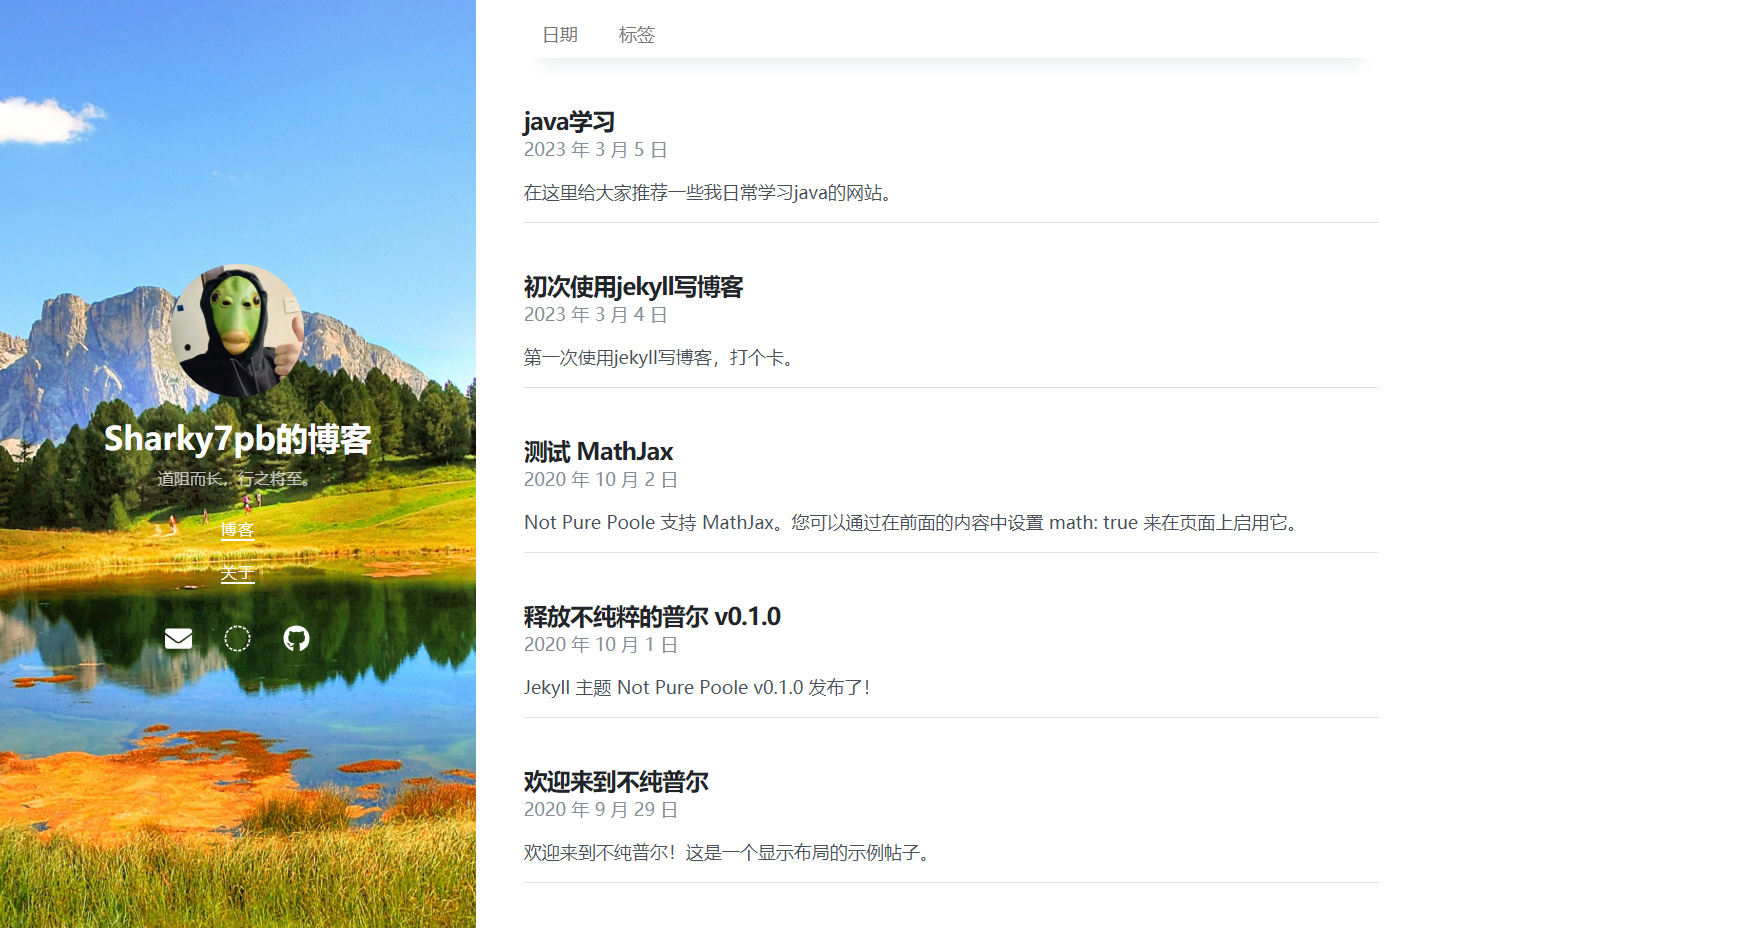 Sharky7pb的博客
道阻而长，行之将至。
博客
关于
日期 标签
java学习
2023 年 3 月 5 日
在这里给大家推荐一些我日常学习java的网站。
初次使用jekyll写博客
2023 年 3 月 4 日
第一次使用jekyll写博客，打个卡。
测试 MathJax
2020 年 10 月 2 日
Not Pure Poole 支持 MathJax。您可以通过在前面的内容中设置 math: true 来在页面上启用它。
释放不纯粹的普尔 v0.1.0
2020 年 10 月 1 日
Jekyll 主题 Not Pure Poole v0.1.0 发布了！
欢迎来到不纯普尔
2020 年 9 月 29 日
欢迎来到不纯普尔！这是一个显示布局的示例帖子。